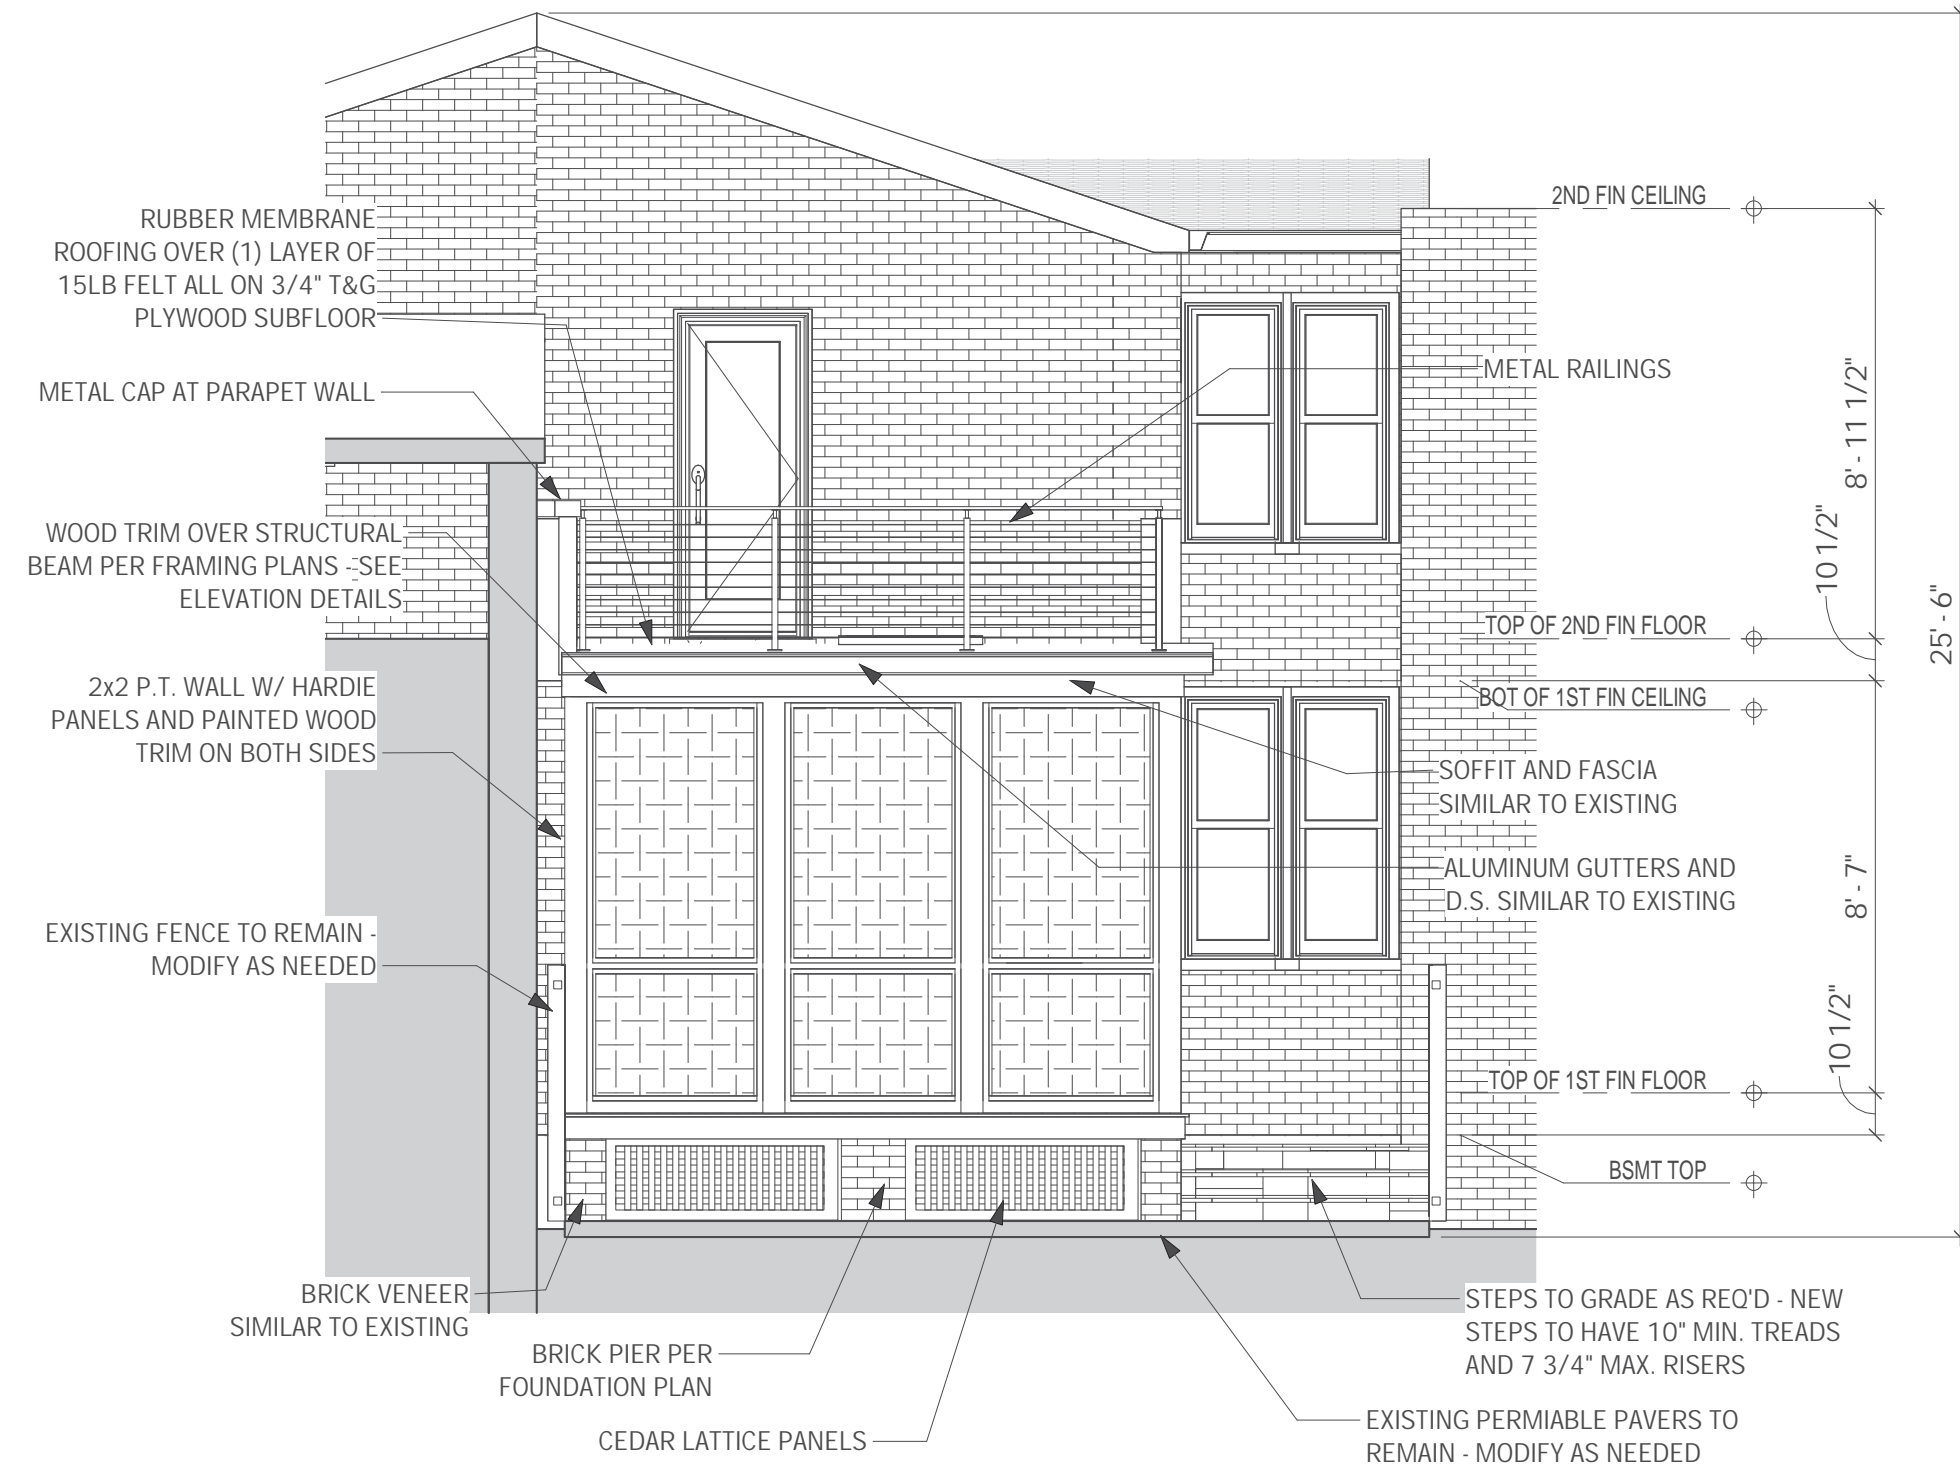 RUBBER MEMBRANE
ROOFING OVER (1) LAYER OF
15LB FELT ALL ON 3/4" T&G
PLYWOOD SUBFLOOR
METAL CAP AT PARAPET WALL
WOOD TRIM OVER STRUCTURAL
BEAM PER FRAMING PLANS - SEE
ELEVATION DETAILS
2x2 P.T. WALL W/ HARDIE
PANELS AND PAINTED WOOD
TRIM ON BOTH SIDES
EXISTING FENCE TO REMAIN -
MODIFY AS NEEDED
BRICK VENEER
SIMILAR TO EXISTING
BRICK PIER PER
FOUNDATION PLAN
CEDAR LATTICE PANELS
2ND FIN CEILING
METAL RAILINGS
TOP OF 2ND FIN FLOOR
BOT OF 1ST FIN CEILING
SOFFIT AND FASCIA
SIMILAR TO EXISTING
ALUMINUM GUTTERS AND
D.S. SIMILAR TO EXISTING
TOP OF 1ST FIN FLOOR
BSMT TOP
STEPS TO GRADE AS REQ'D - NEW
STEPS TO HAVE 10" MIN. TREADS
AND 7 3/4" MAX. RISERS
EXISTING PERMIABLE PAVERS TO
REMAIN - MODIFY AS NEEDED
8' - 11 1/2"
10 1/2"
25' - 6"
8' - 7"
10 1/2"